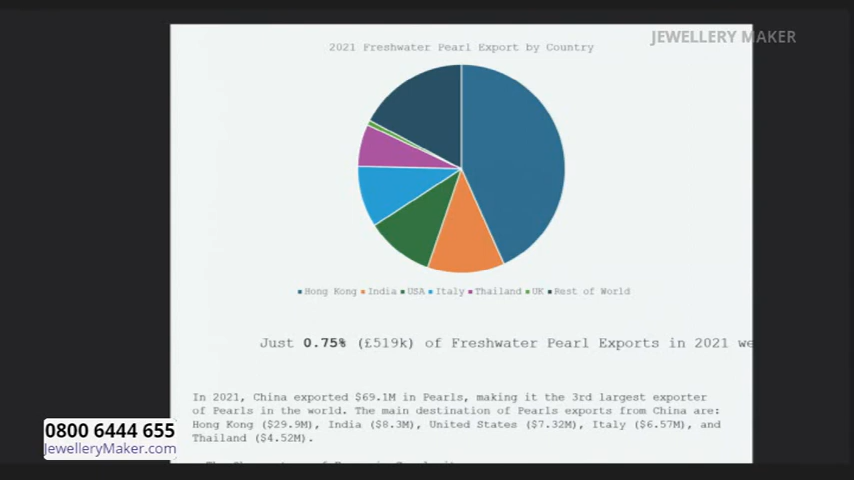 JEWELLERY MAKER
2021 Freshwater Pearl Export by Country
Hong Kong India USA Italy Thailand UK Rest of World
Just 0.75% (£519k) of Freshwater Pearl Exports in 2021 we
In 2021, China exported $69.1M in Pearls, making it the 3rd largest exporter
of Pearls in the world. The main destination of Pearls exports from China are:
Hong Kong ($29.9M), India ($8.3M), United States ($7.32M), Italy ($6.57M), and
Thailand ($4.52M).
0800 6444 655
JewelleryMaker.com